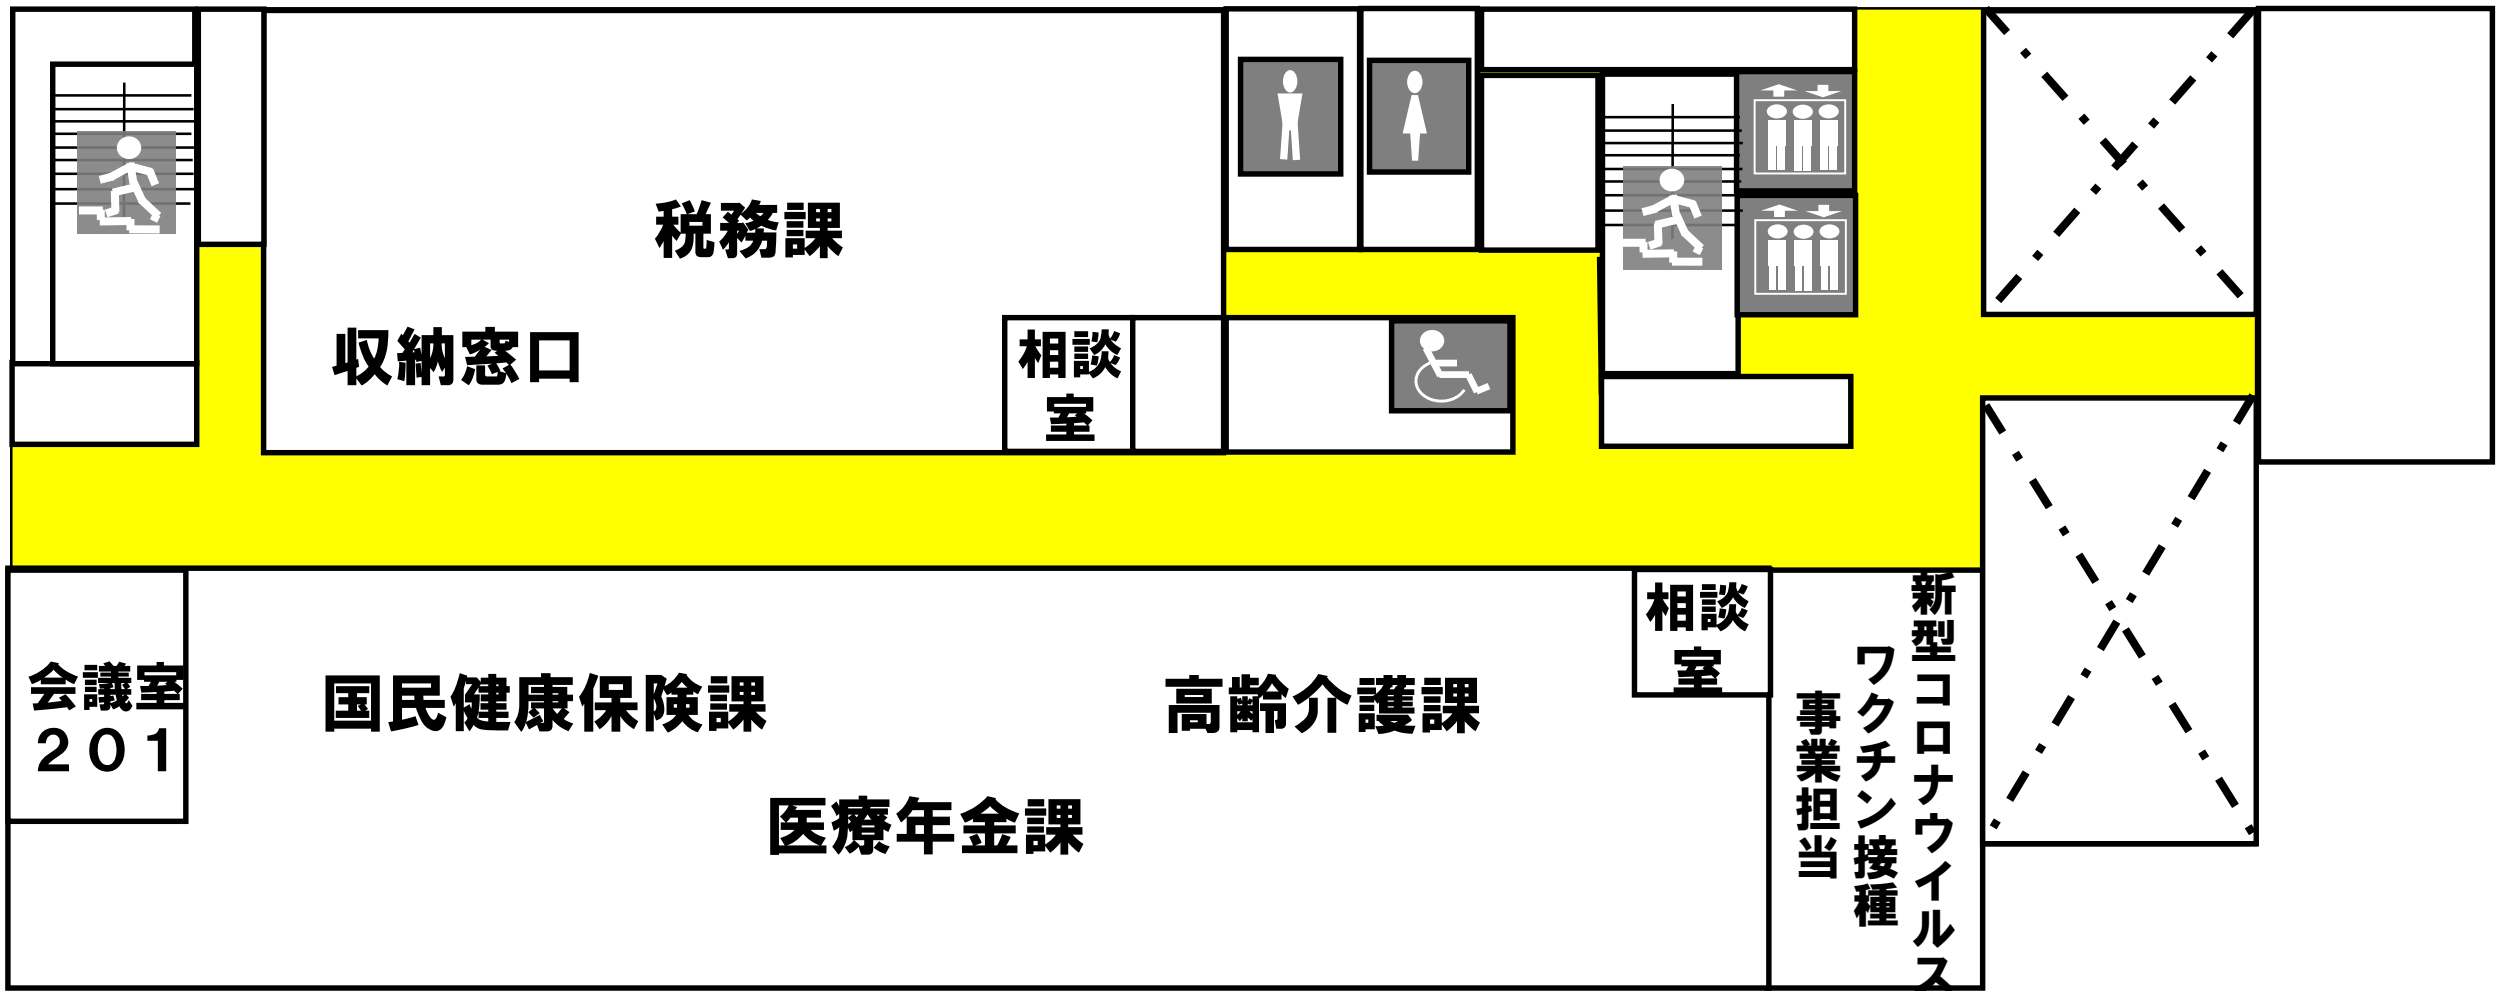 税務課
収納窓口
相談
室
相談
室
会議室
201
国民健康保険課
高齢介護課
医療年金課
新型コロナウイルス
ワクチン接種
事業担当